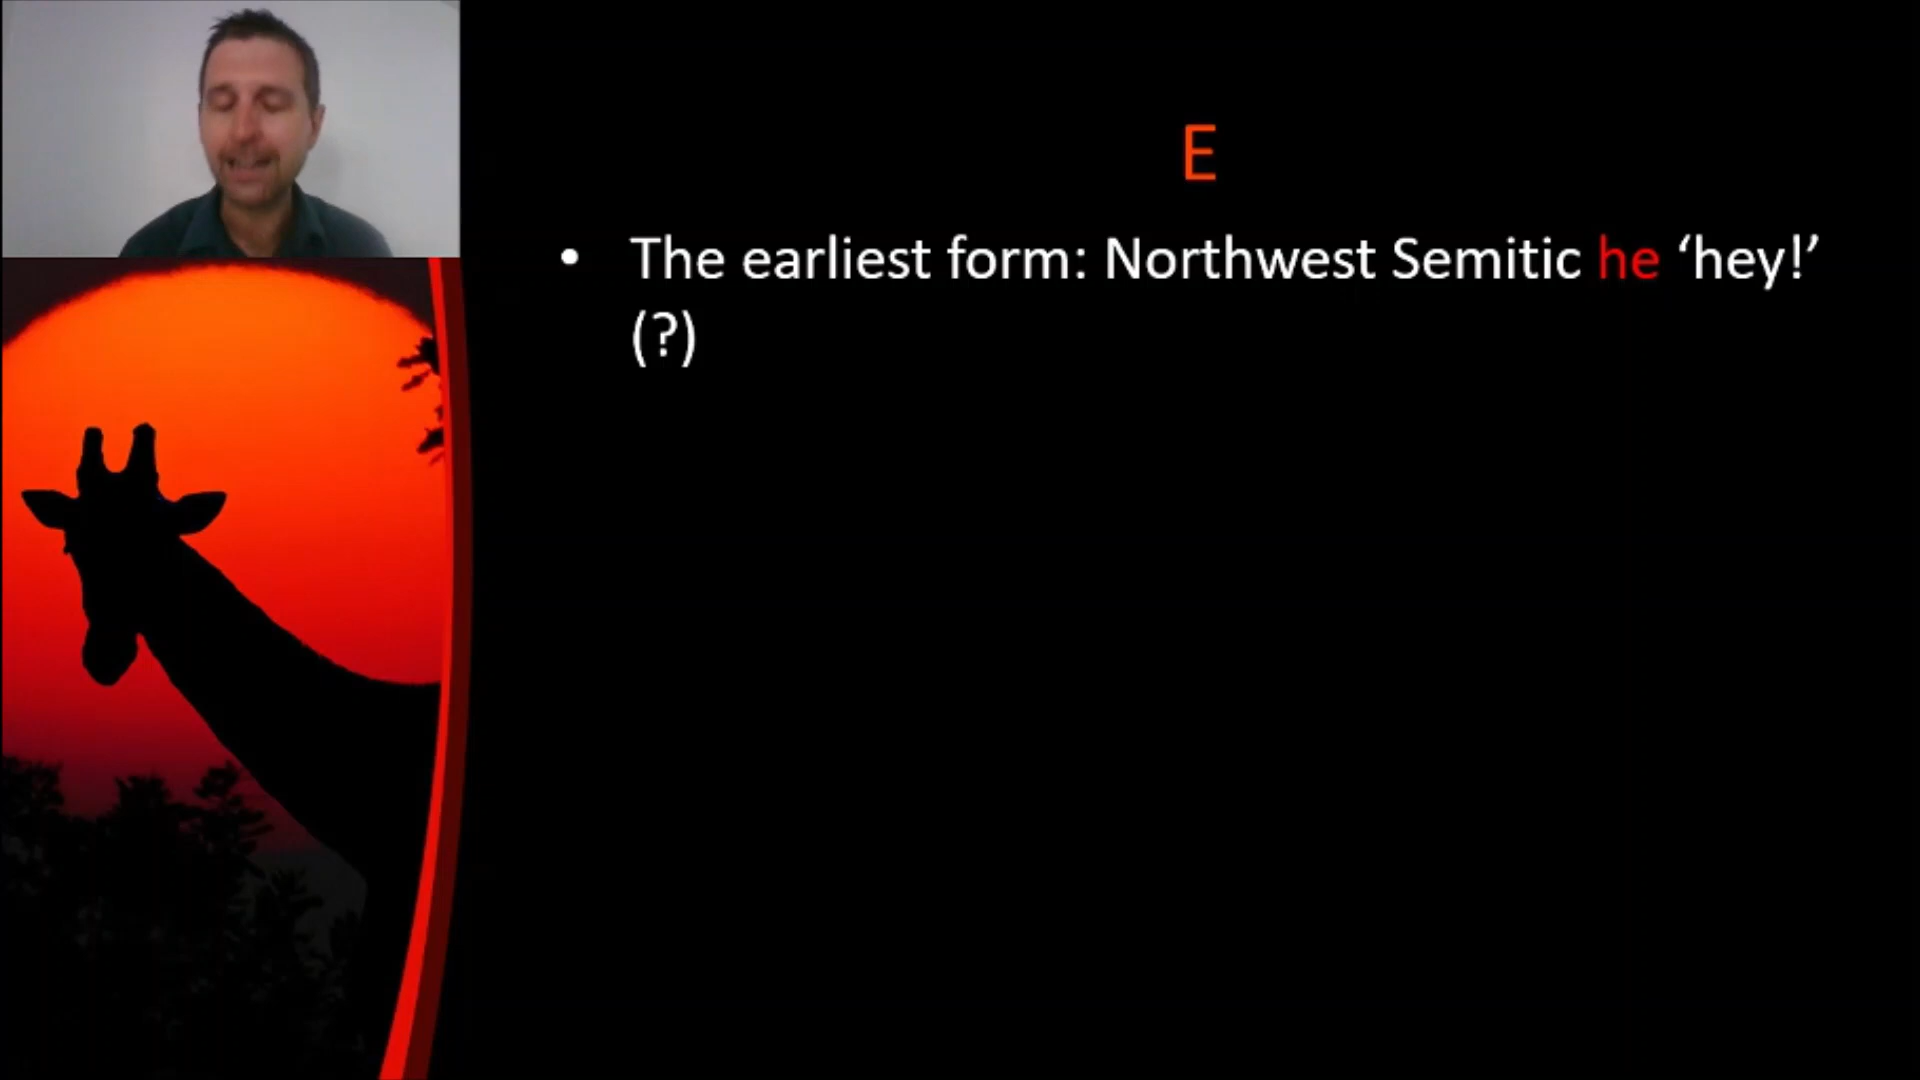 E
• The earliest form: Northwest Semitic he ‘hey!’
(?)